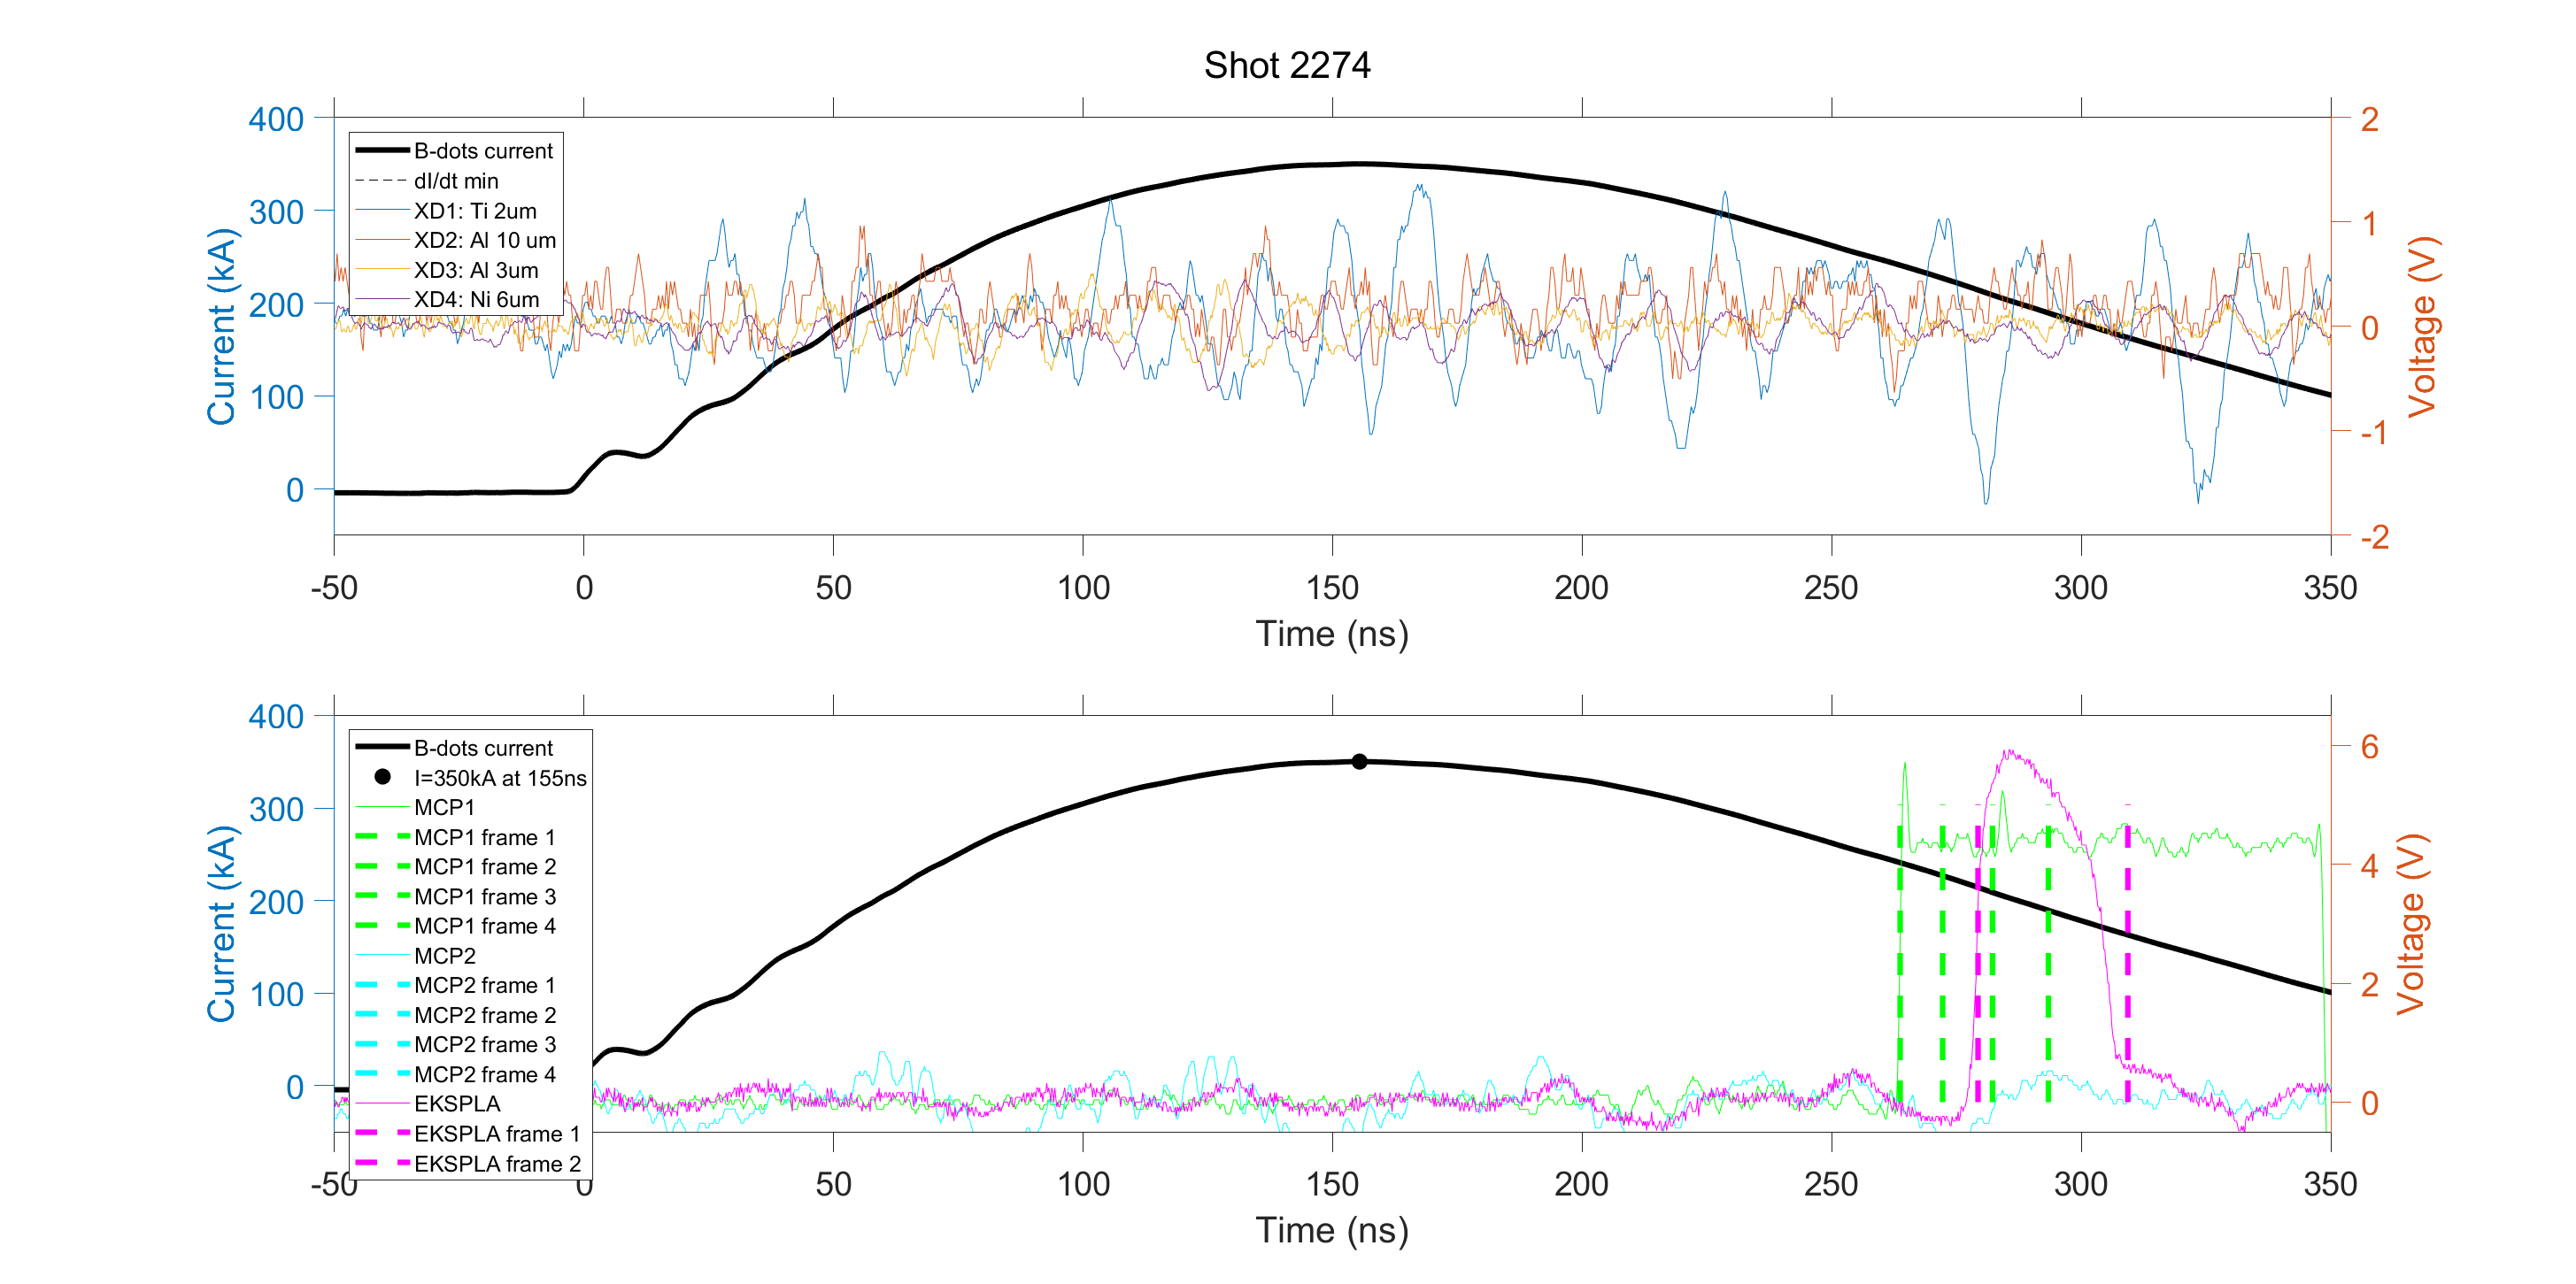 Shot 2274
400
300
200
100
0
Current (kA)
B-dots current
dI/dt min
XD1: Ti 2um
XD2: Al 10 um
XD3: Al 3um
XD4: Ni 6um
2
1
0
-1
-2
Voltage (V)
-50 0 50 100 150 200 250 300 350
Time (ns)
400
300
200
100
0
Current (kA)
B-dots current
I=350kA at 155ns
MCP1
MCP1 frame 1
MCP1 frame 2
MCP1 frame 3
MCP1 frame 4
MCP2
MCP2 frame 1
MCP2 frame 2
MCP2 frame 3
MCP2 frame 4
EKSPLA
EKSPLA frame 1
EKSPLA frame 2
6
4
2
0
Voltage (V)
-50 0 50 100 150 200 250 300 350
Time (ns)